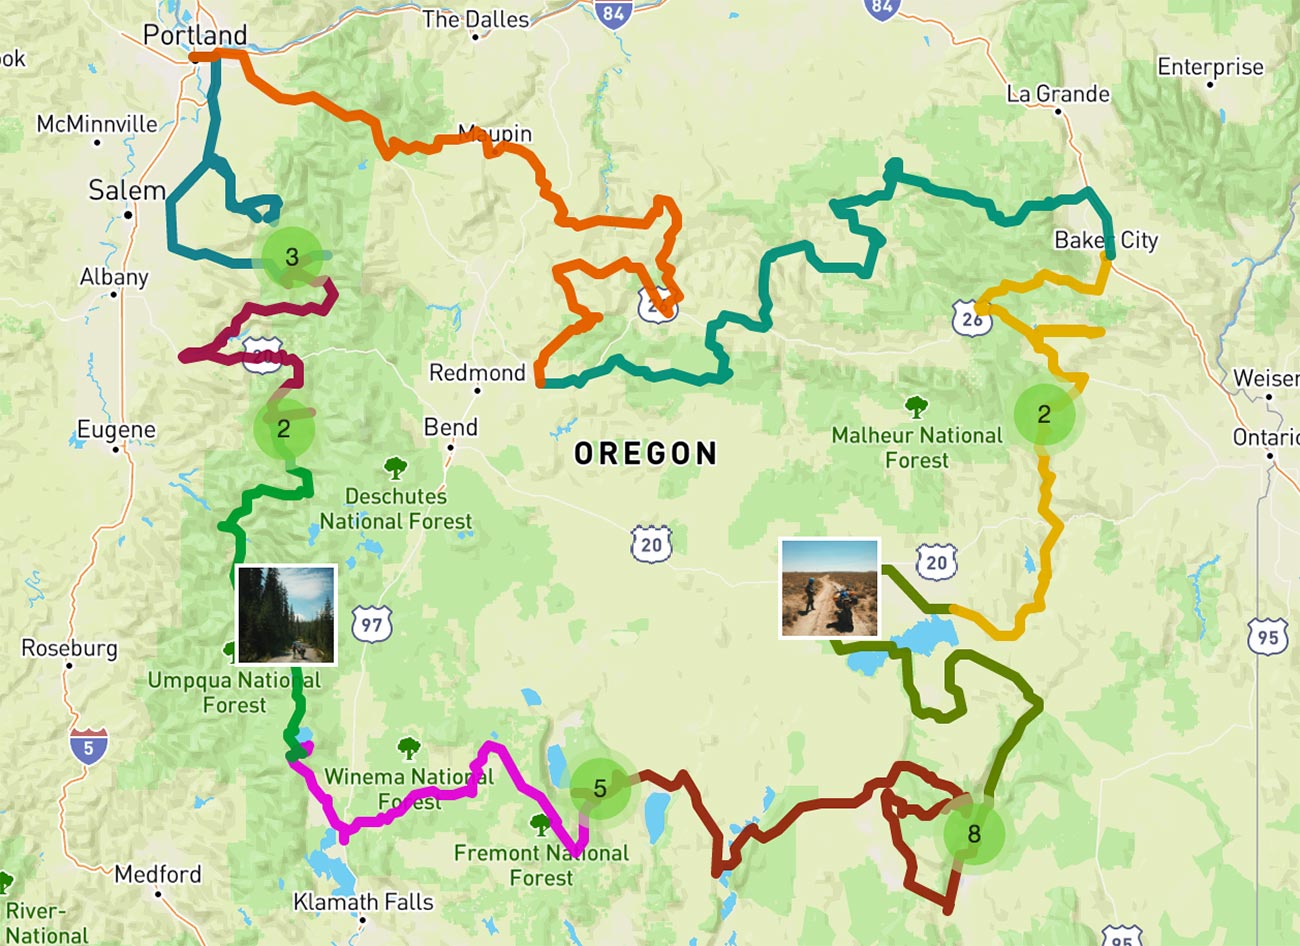 84
The Dalles
84
Portland
ook
Enterprise
La Grande
McMinnville
Maupin
Salem
Baker City
3
Albany
26
20
Redmond
Weiser
Eugene
2
Bend
2
OREGON
Malheur National
Forest
Ontario
Deschutes
National Forest
20
20
97
95
Roseburg
Umpqua National
Forest
5
Winema National
Forest
5
8
Fremont National
Forest
Medford
Klamath Falls
River-
National
95